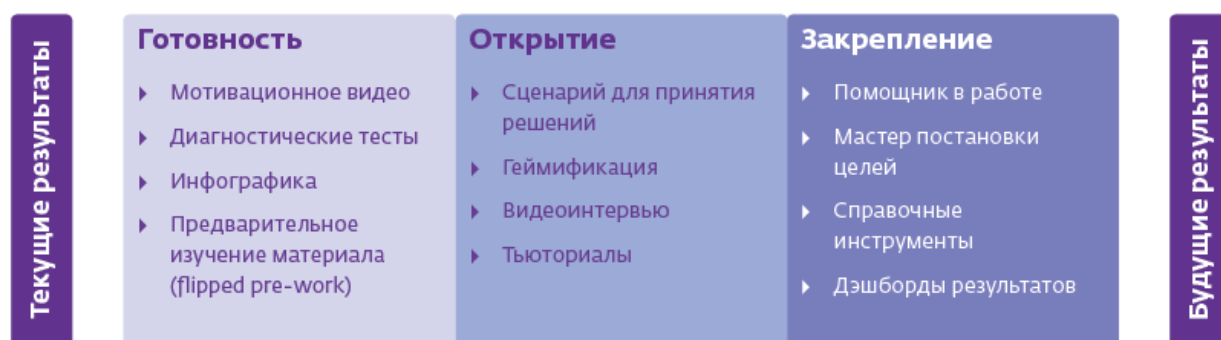 Текущие результаты
Готовность
Мотивационное видео
Диагностические тесты
Инфографика
Предварительное
изучение материала
(flipped pre-work)
Открытие
Сценарий для принятия
решений
Геймификация
Видеоинтервью
Тьюториалы
Закрепление
Помощник в работе
Мастер постановки
целей
Справочные
инструменты
Дэшборды результатов
Будущие результаты